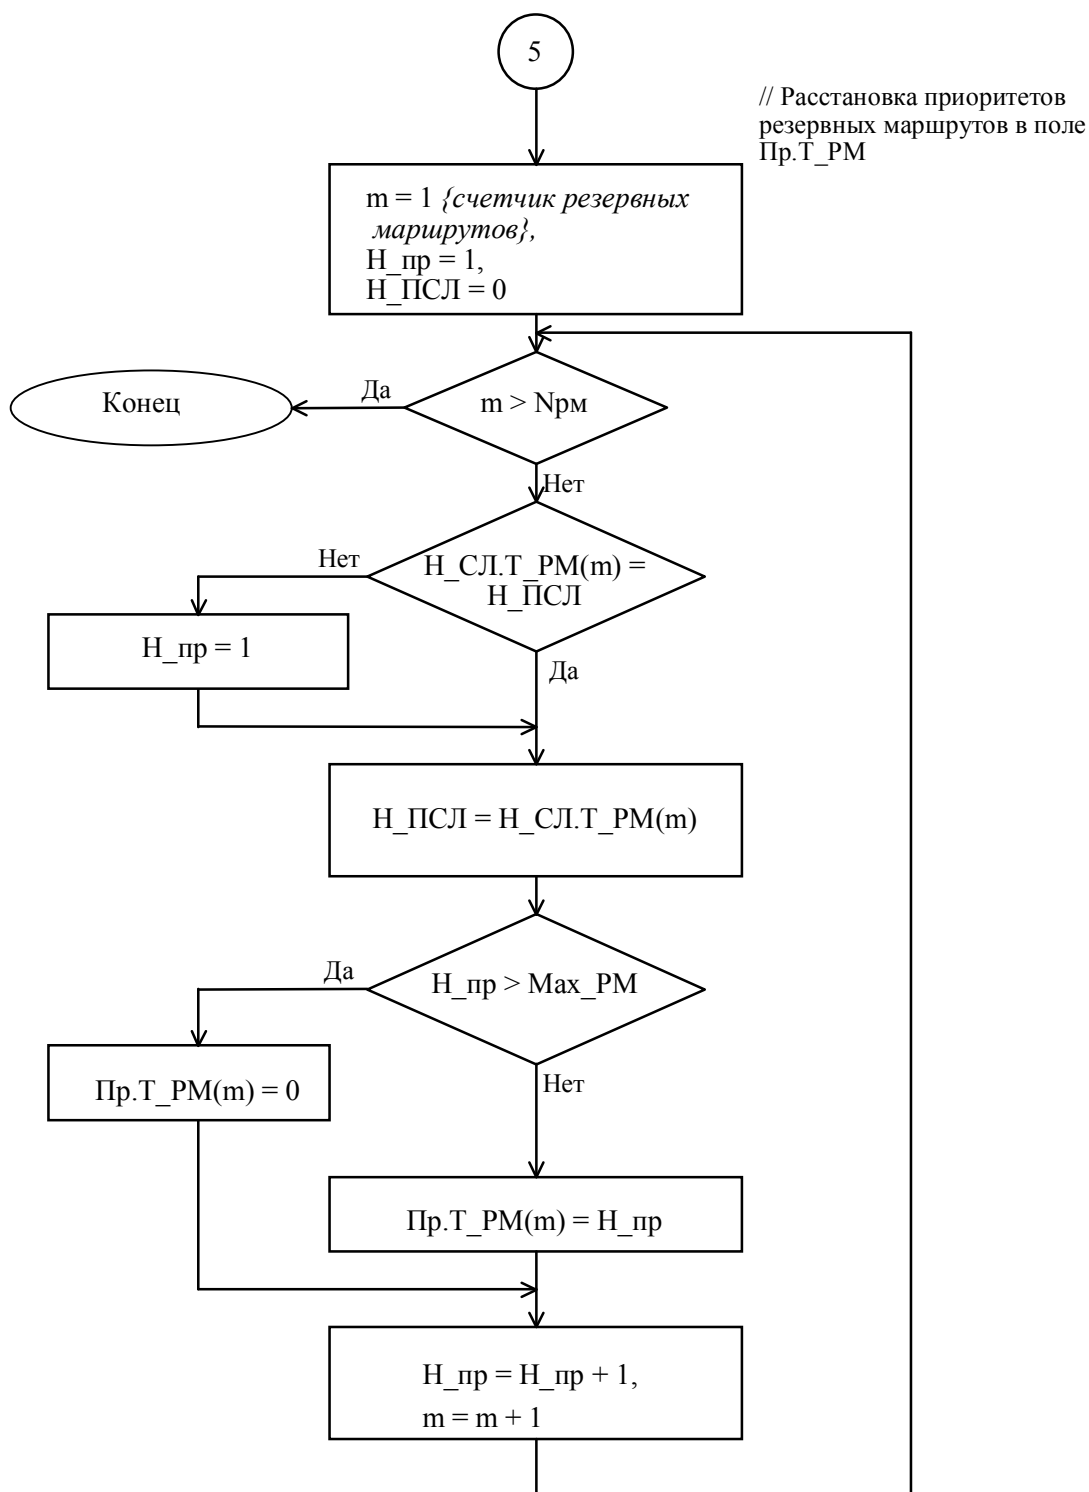 5
// Расстановка приоритетов
резервных маршрутов в поле
Пр.Т_РМ
m = 1 {счетчик резервных
маршрутов},
Н_пр = 1,
Н_ПСЛ = 0
Да
Конец
m > Nрм
Нет
Нет
Н_СЛ.Т_РМ(m) =
Н_ПСЛ
Н_пр = 1
Да
Н_ПСЛ = Н_СЛ.Т_РМ(m)
Да
Н_пр > Max_РМ
Пр.Т_РМ(m) = 0
Нет
Пр.Т_РМ(m) = Н_пр
Н_пр = Н_пр + 1,
m = m + 1